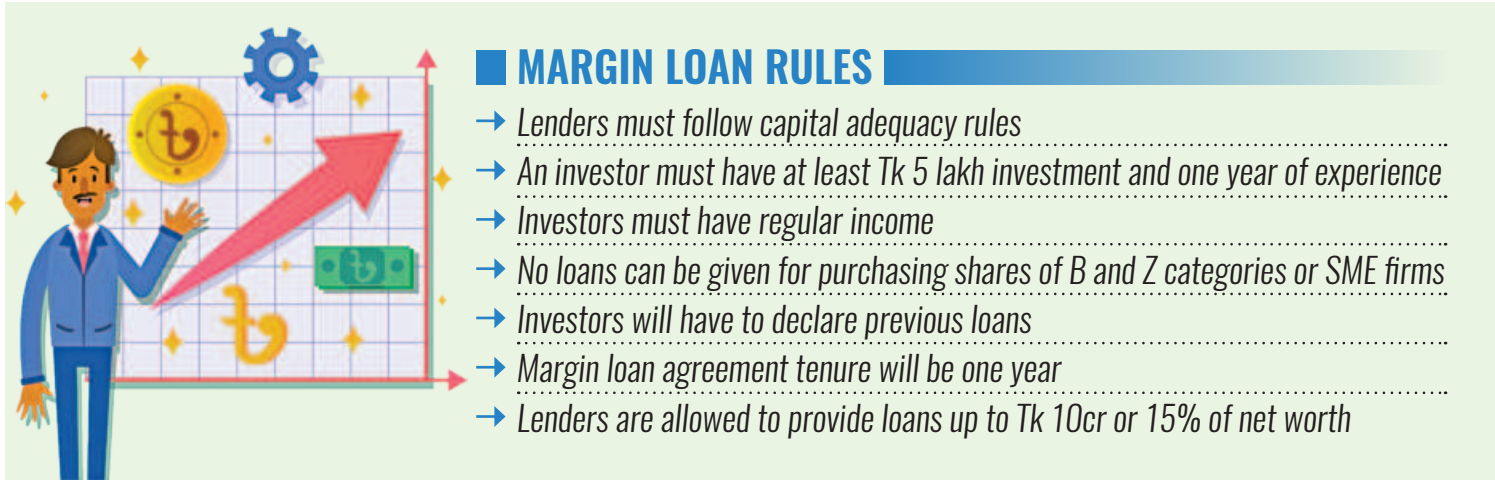 MARGIN LOAN RULES
→ Lenders must follow capital adequacy rules
→ An investor must have at least Tk 5 lakh investment and one year of experience
→ Investors must have regular income
→ No loans can be given for purchasing shares of B and Z categories or SME firms
→ Investors will have to declare previous loans
→ Margin loan agreement tenure will be one year
→ Lenders are allowed to provide loans up to Tk 10cr or 15% of net worth